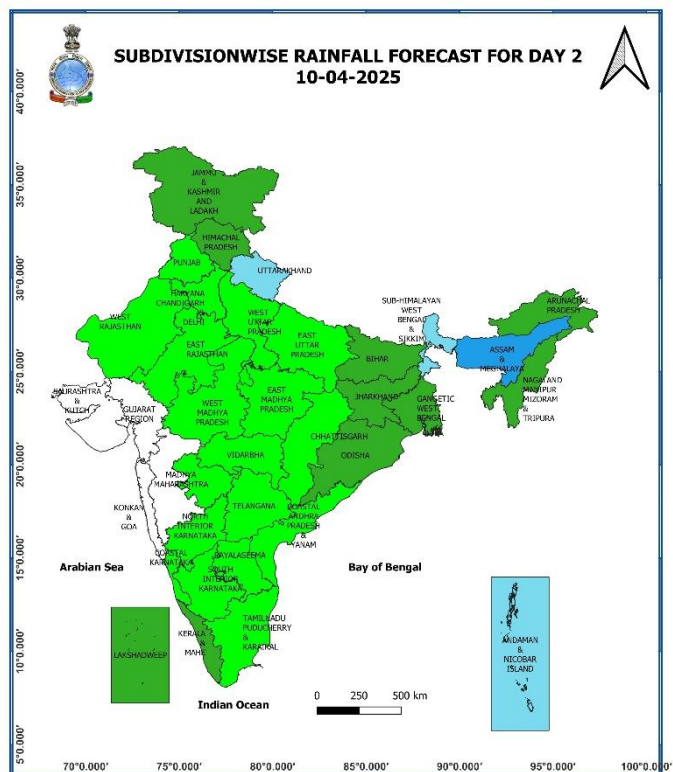 SUBDIVISIONWISE RAINFALL FORECAST FOR DAY 2
10-04-2025
40°0.000'
35°0.000'
30°0.000'
25°0.000'
20°0.000'
15°0.000'
10°0.000'
5°0.000'
JAMMU
&
KASHMIR
AND
LADAKH
HIMACHAL
PRADESH
PUNJAB
UTTARAKHAND
HARYANA
CHANDIGARH
DELHI
WEST
RAJASTHAN
WEST
UTTAR
PRADESH
EAST
UTTAR
PRADESH
EAST
RAJASTHAN
SUB-HIMALAYAN
WEST
BENGAL
&
SIKKIM
ARUNACHAL
PRADESH
ASSAM
&
MEGHALAYA
NAGALAND
MANIPUR
MIZORAM
&
TRIPURA
BIHAR
JHARKHAND
GANGETIC
WEST
BENGAL
SAURASHTRA
&
KUTCH
GUJARAT
REGION
WEST
MADHYA
PRADESH
EAST
MADHYA
PRADESH
CHHATTISGARH
ODISHA
VIDARBHA
MADHYA
MAHARASHTRA
KONKAN
&
GOA
TELANGANA
COASTAL
ANDHRA
PRADESH
&
YANAM
NORTH
INTERIOR
KARNATAKA
COASTAL
KARNATAKA
RAYALASEEMA
SOUTH
INTERIOR
KARNATAKA
Arabian Sea
Bay of Bengal
TAMILNADU
PUDUCHERRY
&
KARAIKAL
KERALA
&
MAHE
LAKSHADWEEP
ANDAMAN
&
NICOBAR
ISLAND
Indian Ocean
0 250 500 km
70°0.000' 75°0.000' 80°0.000' 85°0.000' 90°0.000' 95°0.000' 100°0.000'